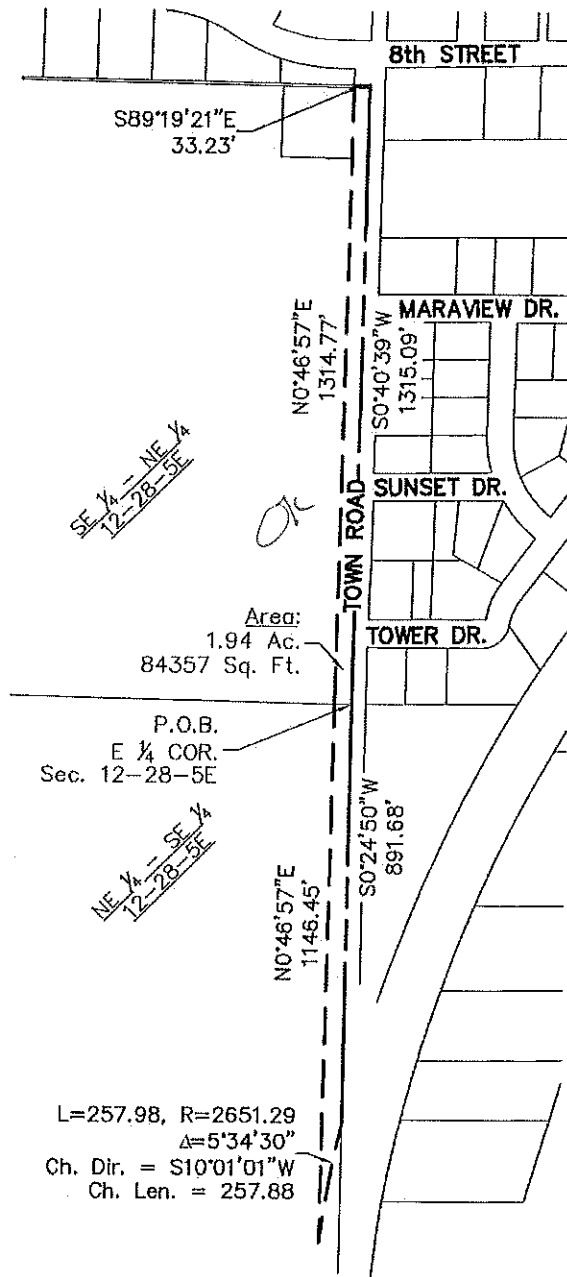 8th STREET
S89°19'21"E
33.23'
MARAVIEW DR.
N0°46'57"E
1314.77'
S0°40'39"W
1315.09'
SE ¼ - NE ¼
12-28-5E
SUNSET DR.
TOWN ROAD
Area:
1.94 Ac.
84357 Sq. Ft.
TOWER DR.
P.O.B.
E ¼ COR.
Sec. 12-28-5E
NE ¼ - SE ¼
12-28-5E
S0°24'50"W
891.68'
N0°46'57"E
1146.45'
L=257.98, R=2651.29
Δ=5°34'30"
Ch. Dir. = S10°01'01"W
Ch. Len. = 257.88